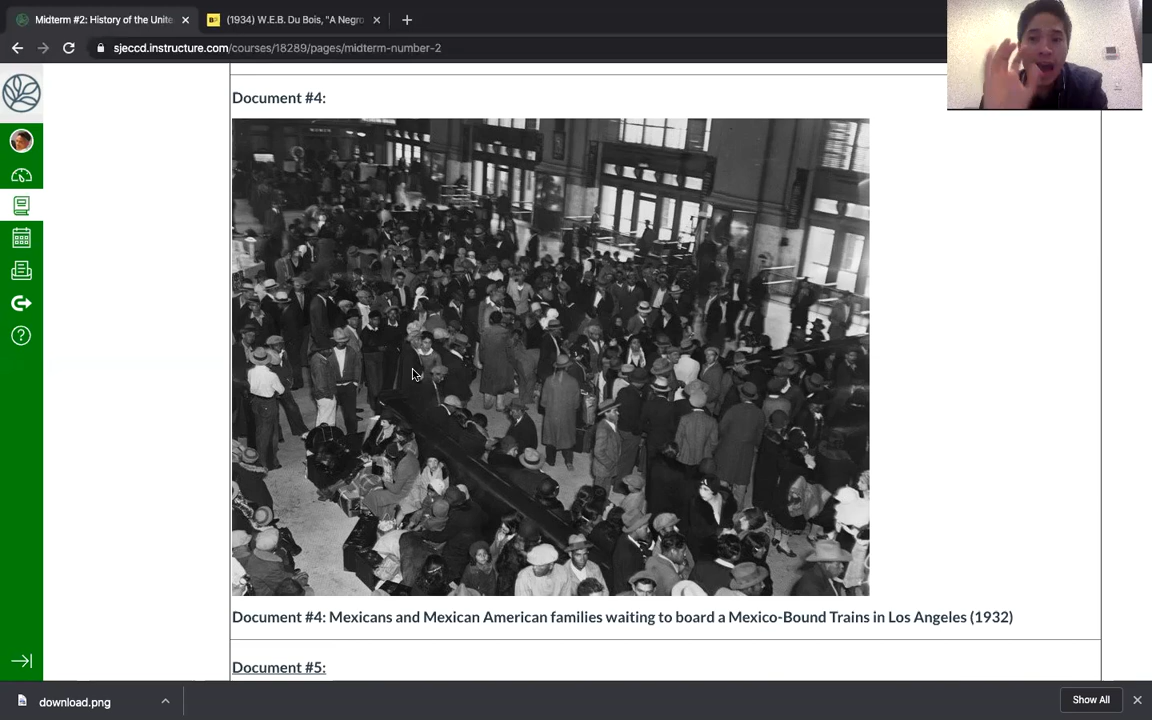 Midterm #2: History of the Unite
(1934) W.E.B. Du Bois, "A Negro
sjeccd.instructure.com/courses/18289/pages/midterm-number-2
Document #4:
Document #4: Mexicans and Mexican American families waiting to board a Mexico-Bound Trains in Los Angeles (1932)
Document #5:
download.png
Show All